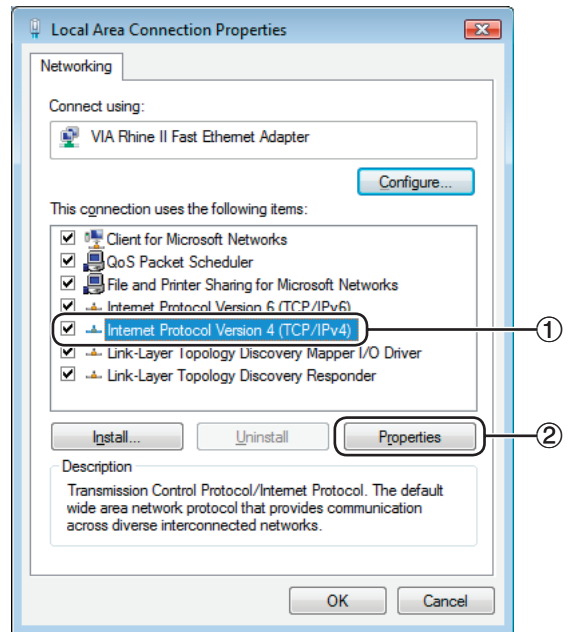 Local Area Connection Properties
Networking
Connect using:
VIA Rhine II Fast Ethernet Adapter
Configure...
This connection uses the following items:
Client for Microsoft Networks
QoS Packet Scheduler
File and Printer Sharing for Microsoft Networks
Internet Protocol Version 6 (TCP/IPv6)
Internet Protocol Version 4 (TCP/IPv4)
①
Link-Layer Topology Discovery Mapper I/O Driver
Link-Layer Topology Discovery Responder
Install...
Uninstall
Properties
②
Description
Transmission Control Protocol/Internet Protocol. The default
wide area network protocol that provides communication
across diverse interconnected networks.
OK
Cancel